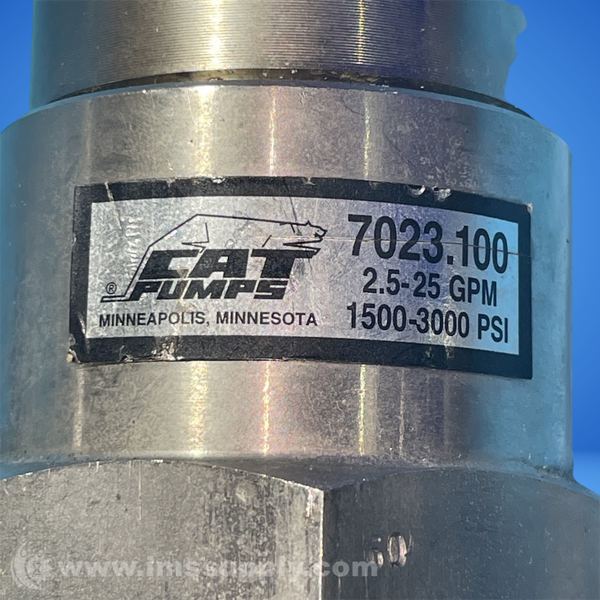 CAT
PUMPS
®
MINNEAPOLIS, MINNESOTA
7023.100
2.5-25 GPM
1500-3000 PSI
www.imssupply.com